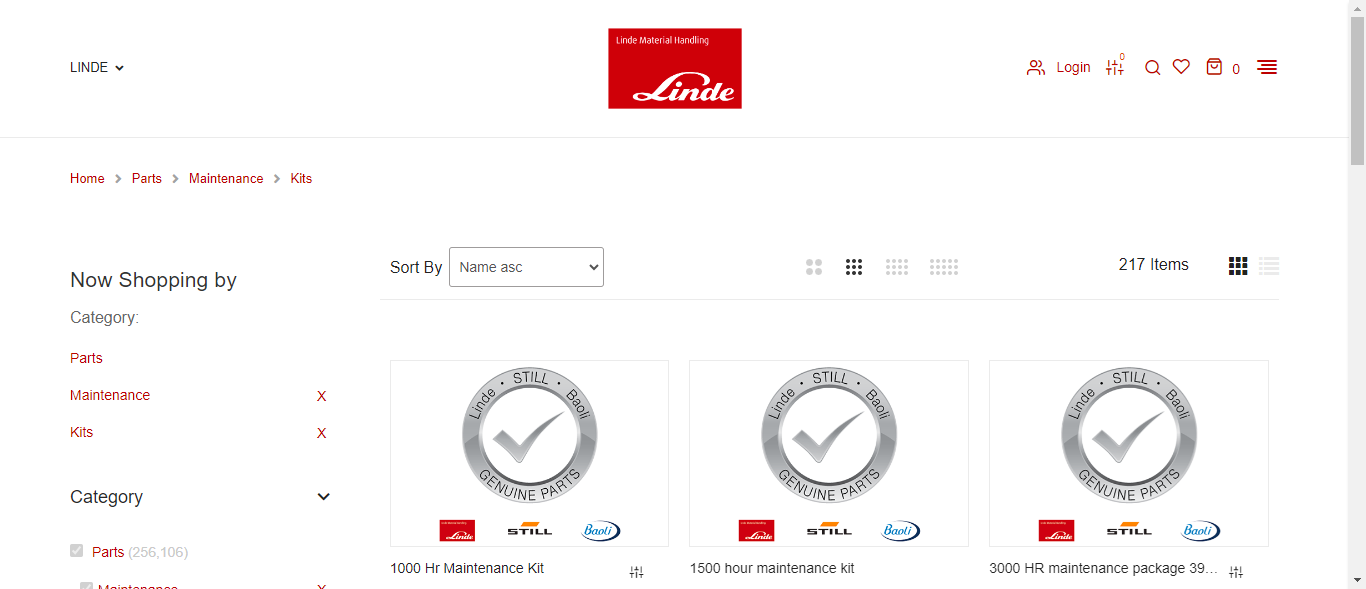 LINDE
Linde Material Handling
Linde
Login
0
0
Home
Parts
Maintenance
Kits
Now Shopping by
Category:
Parts
Maintenance X
Kits X
Category
Parts (256,106)
Maintenance X
Sort By Name asc
217 Items
Linde · STILL · Baoli
GENUINE PARTS
Linde STILL Baoli
1000 Hr Maintenance Kit
Linde · STILL · Baoli
GENUINE PARTS
Linde STILL Baoli
1500 hour maintenance kit
Linde · STILL · Baoli
GENUINE PARTS
Linde STILL Baoli
3000 HR maintenance package 39...